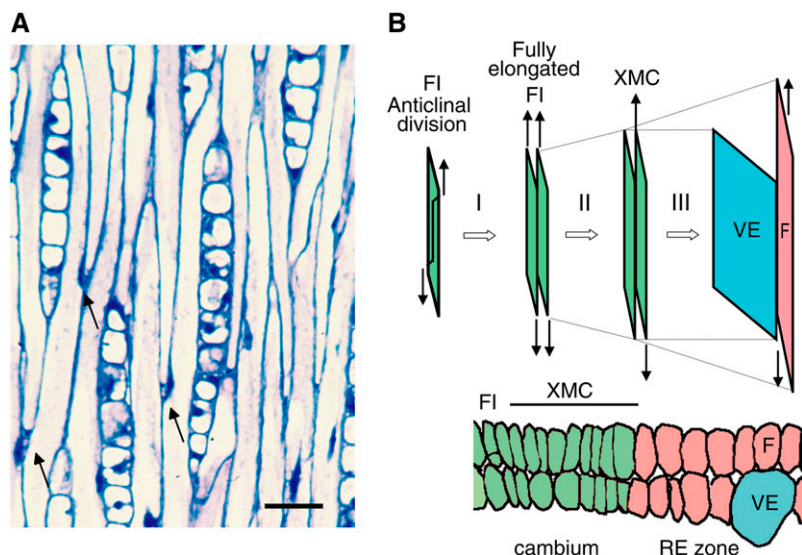 A
B
FI
Anticlinal
division
Fully
elongated
FI
XMC
I
II
III
VE
F
XMC
FI
F
VE
cambium
RE zone